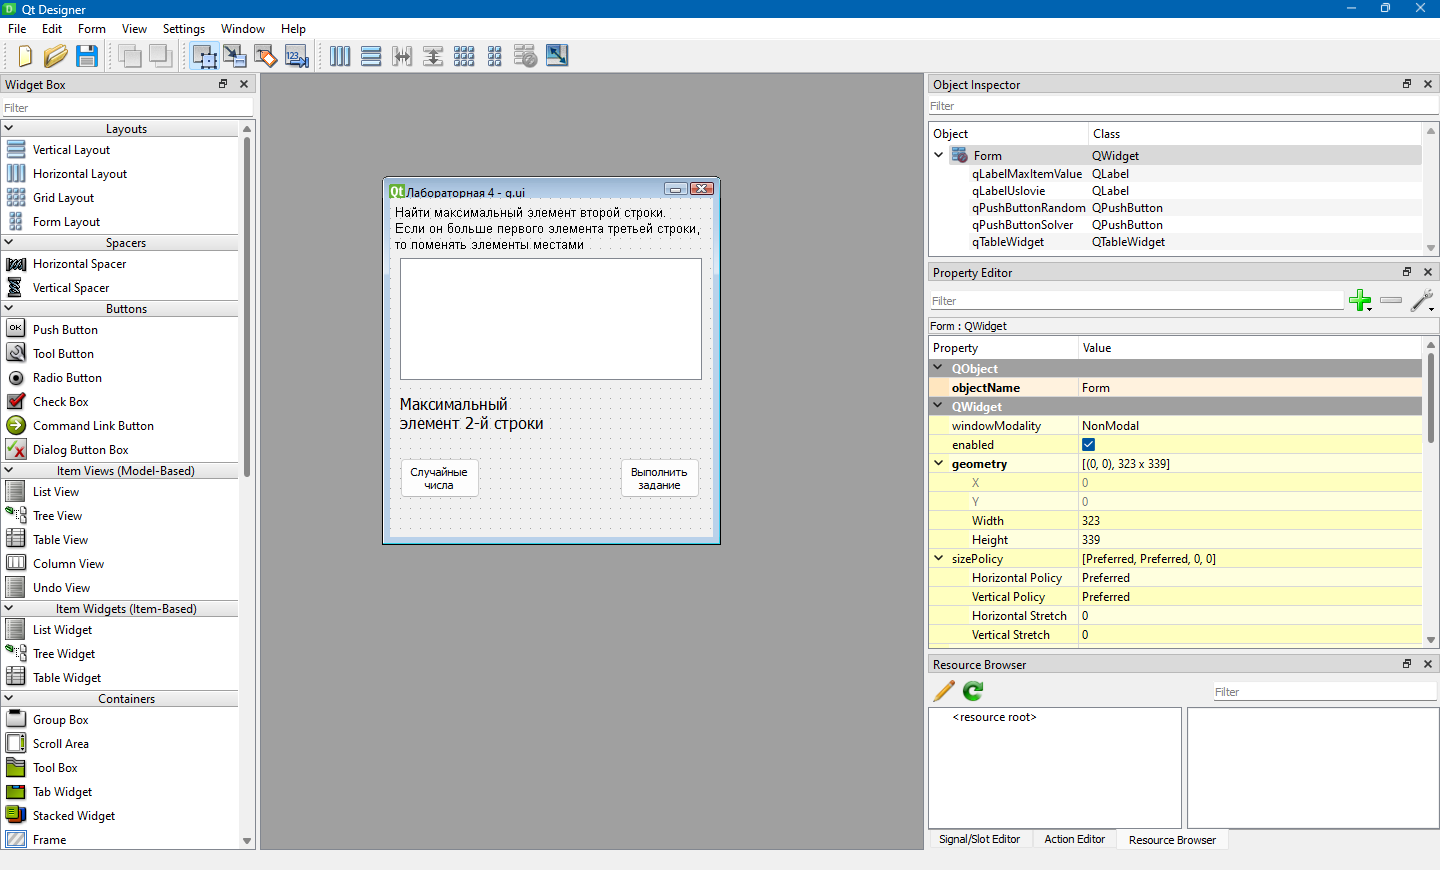 Qt Designer
File Edit Form View Settings Window Help
Widget Box
Filter
Layouts
Vertical Layout
Horizontal Layout
Grid Layout
Form Layout
Spacers
Horizontal Spacer
Vertical Spacer
Buttons
Push Button
Tool Button
Radio Button
Check Box
Command Link Button
Dialog Button Box
Item Views (Model-Based)
List View
Tree View
Table View
Column View
Undo View
Item Widgets (Item-Based)
List Widget
Tree Widget
Table Widget
Containers
Group Box
Scroll Area
Tool Box
Tab Widget
Stacked Widget
Frame
Лабораторная 4 - q.ui
Найти максимальный элемент второй строки.
Если он больше первого элемента третьей строки,
то поменять элементы местами
Максимальный
элемент 2-й строки
Случайные
числа
Выполнить
задание
Object Inspector
Filter
Object Class
Form QWidget
qLabelMaxItemValue QLabel
qLabelUslovie QLabel
qPushButtonRandom QPushButton
qPushButtonSolver QPushButton
qTableWidget QTableWidget
Property Editor
Filter
Form : QWidget
Property Value
QObject
objectName Form
QWidget
windowModality NonModal
enabled
geometry [(0, 0), 323 x 339]
X 0
Y 0
Width 323
Height 339
sizePolicy [Preferred, Preferred, 0, 0]
Horizontal Policy Preferred
Vertical Policy Preferred
Horizontal Stretch 0
Vertical Stretch 0
Resource Browser
Filter
<resource root>
Signal/Slot Editor Action Editor Resource Browser